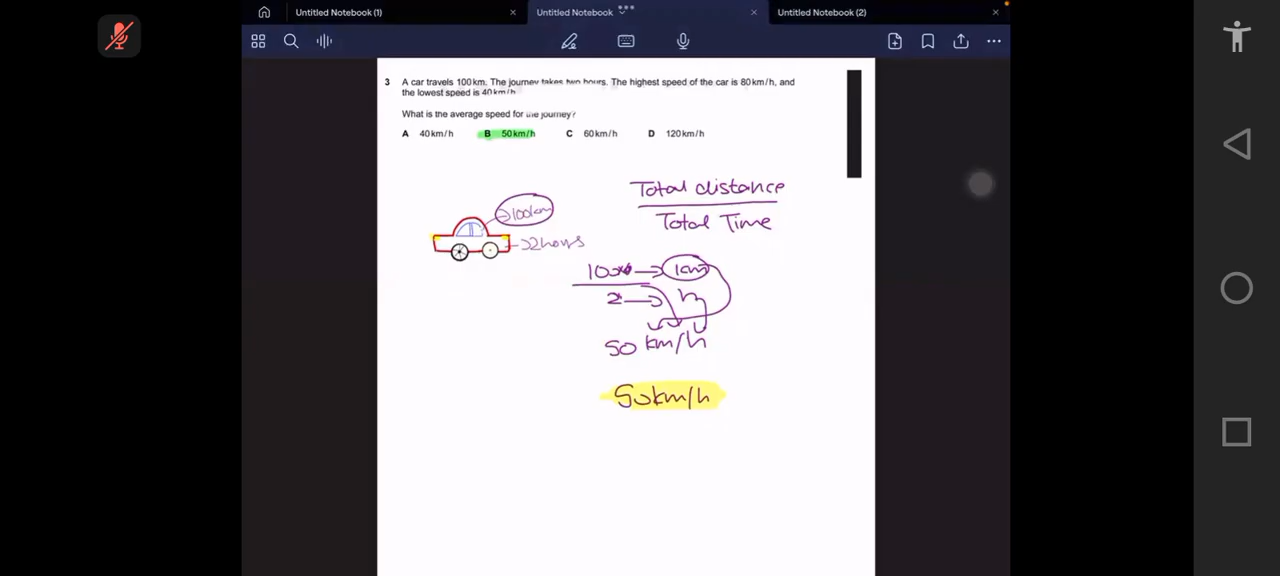 Untitled Notebook (1)
Untitled Notebook
Untitled Notebook (2)
3 A car travels 100 km. The journey takes two hours. The highest speed of the car is 80 km/h, and
the lowest speed is 40 km/h.
What is the average speed for the journey?
A 40 km/h B 50 km/h C 60 km/h D 120 km/h
Total distance
Total Time
100km
2 hours
100 km
2 h
50 km/h
50km/h